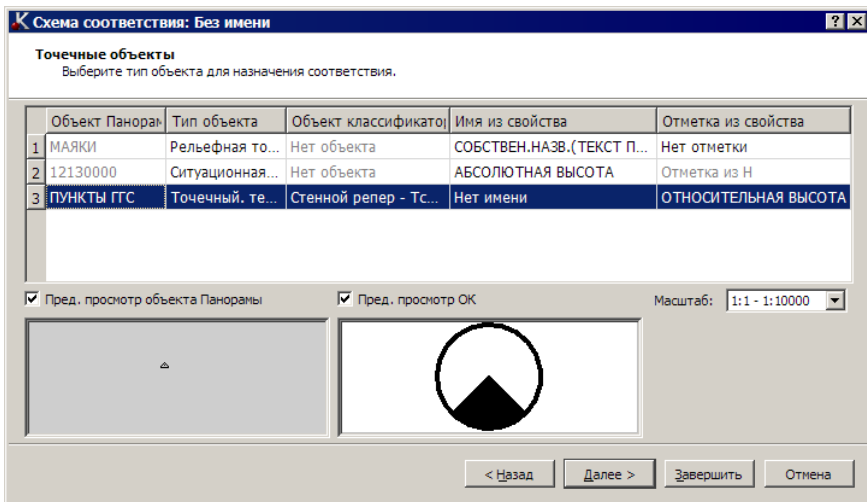 Схема соответствия: Без имени
Точечные объекты
Выберите тип объекта для назначения соответствия.
Объект Панорам Тип объекта Объект классификатор Имя из свойства Отметка из свойства
1 МАЯКИ Рельефная то... Нет объекта СОБСТВЕН.НАЗВ.(ТЕКСТ П... Нет отметки
2 12130000 Ситуационная... Нет объекта АБСОЛЮТНАЯ ВЫСОТА Отметка из Н
3 ПУНКТЫ ГГС Точечный. те... Стенной репер - Тс... Нет имени ОТНОСИТЕЛЬНАЯ ВЫСОТА
Пред. просмотр объекта Панорамы Пред. просмотр ОК Масштаб: 1:1 - 1:10000
< Назад Далее > Завершить Отмена